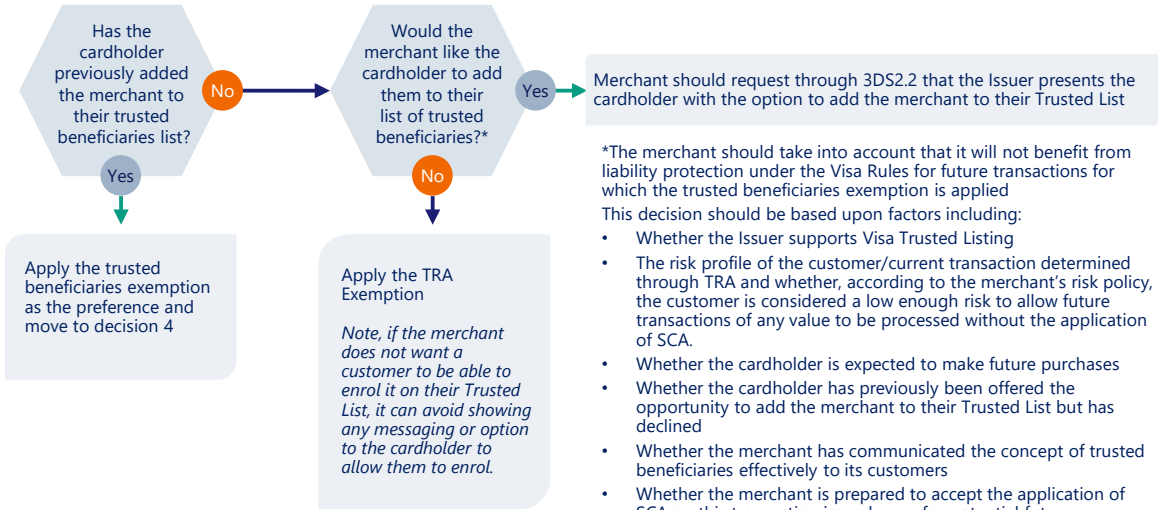 Has the
cardholder
previously added
the merchant to
their trusted
beneficiaries list?
No
Yes
Apply the trusted
beneficiaries exemption
as the preference and
move to decision 4
Would the
merchant like the
cardholder to add
them to their
list of trusted
beneficiaries?*
Yes
No
Apply the TRA
Exemption
Note, if the merchant
does not want a
customer to be able to
enrol it on their Trusted
List, it can avoid showing
any messaging or option
to the cardholder to
allow them to enrol.
Merchant should request through 3DS2.2 that the Issuer presents the
cardholder with the option to add the merchant to their Trusted List
*The merchant should take into account that it will not benefit from
liability protection under the Visa Rules for future transactions for
which the trusted beneficiaries exemption is applied
This decision should be based upon factors including:
• Whether the Issuer supports Visa Trusted Listing
• The risk profile of the customer/current transaction determined
through TRA and whether, according to the merchant's risk policy,
the customer is considered a low enough risk to allow future
transactions of any value to be processed without the application
of SCA.
• Whether the cardholder is expected to make future purchases
• Whether the cardholder has previously been offered the
opportunity to add the merchant to their Trusted List but has
declined
• Whether the merchant has communicated the concept of trusted
beneficiaries effectively to its customers
• Whether the merchant is prepared to accept the application of